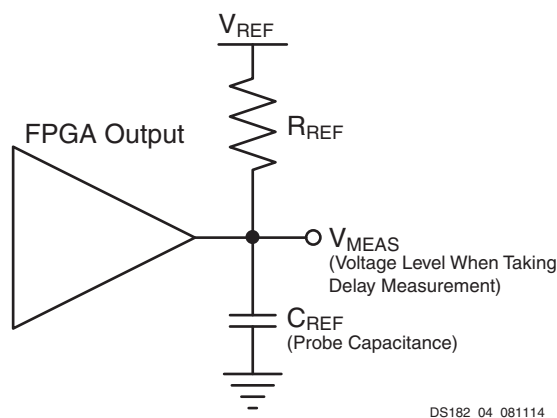 VREF
FPGA Output
RREF
VMEAS
(Voltage Level When Taking
Delay Measurement)
CREF
(Probe Capacitance)
DS182_04_081114